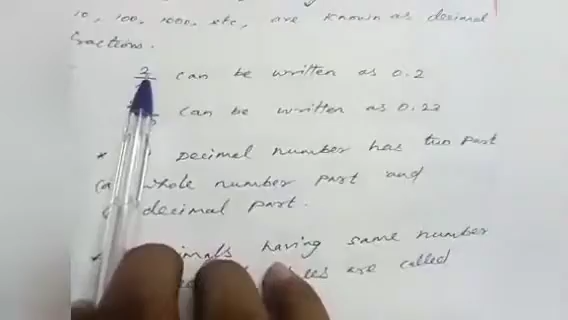 10, 100, 1000, etc, are known as decimal
fractions.
2 can be written as 0.2
can be written as 0.22
* Decimal number has two part
whole number part and
decimal part.
having same number
are called